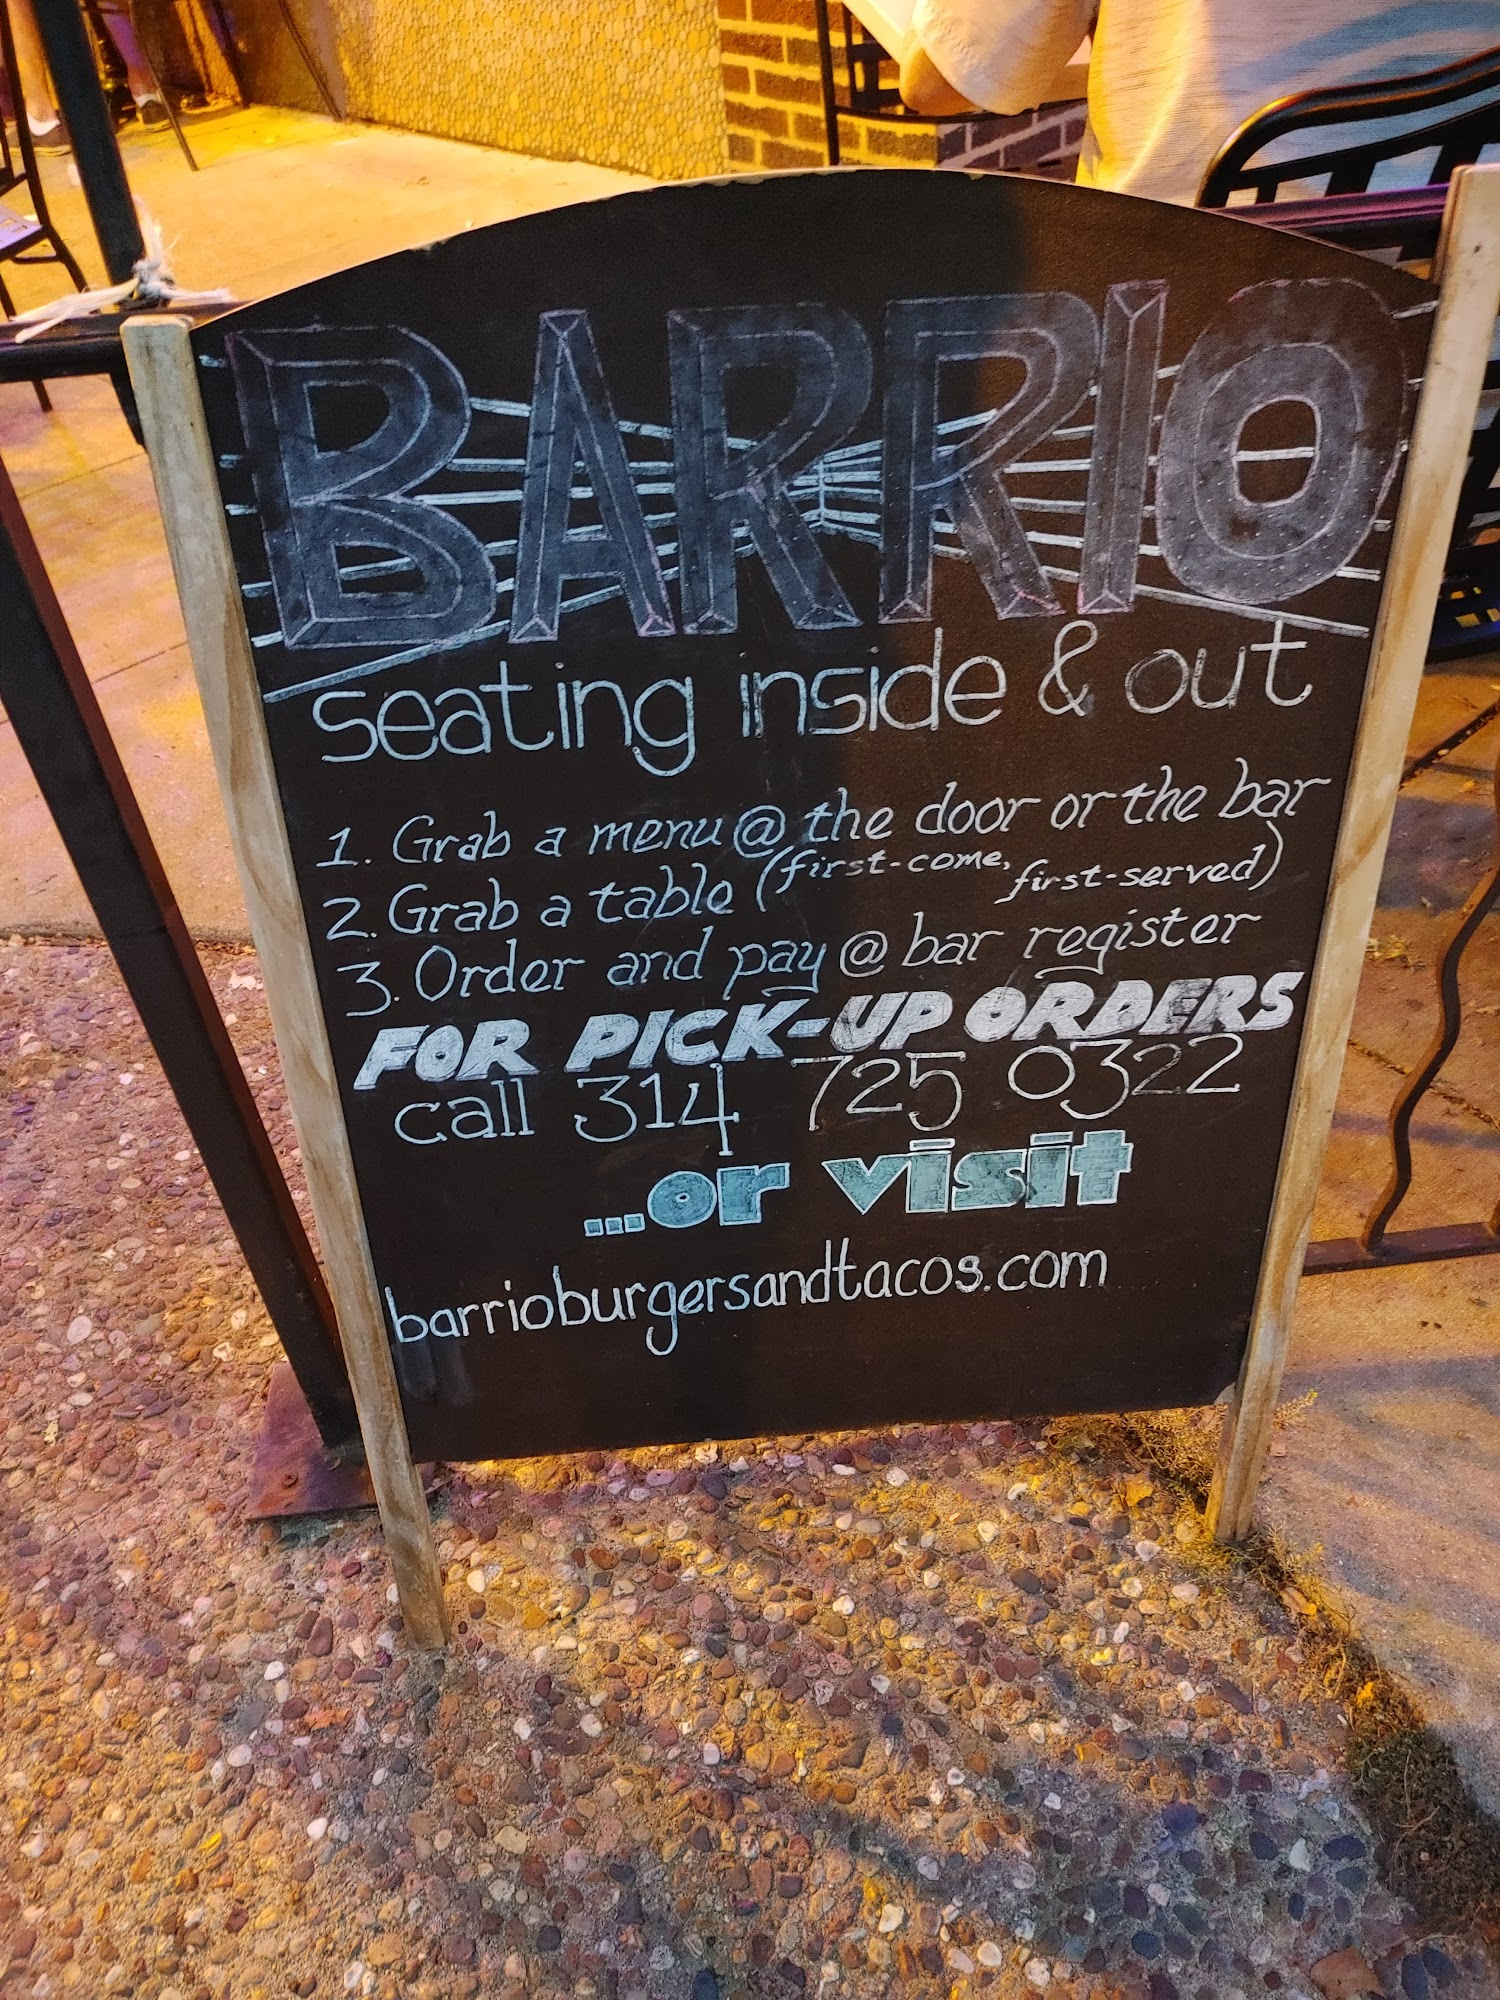 BARRIO
seating inside & out
1. Grab a menu @ the door or the bar
2. Grab a table (first-come, first-served)
3. Order and pay @ bar register
FOR PICK-UP ORDERS
call 314 725 0322
...or visit
barrioburgersandtacos.com